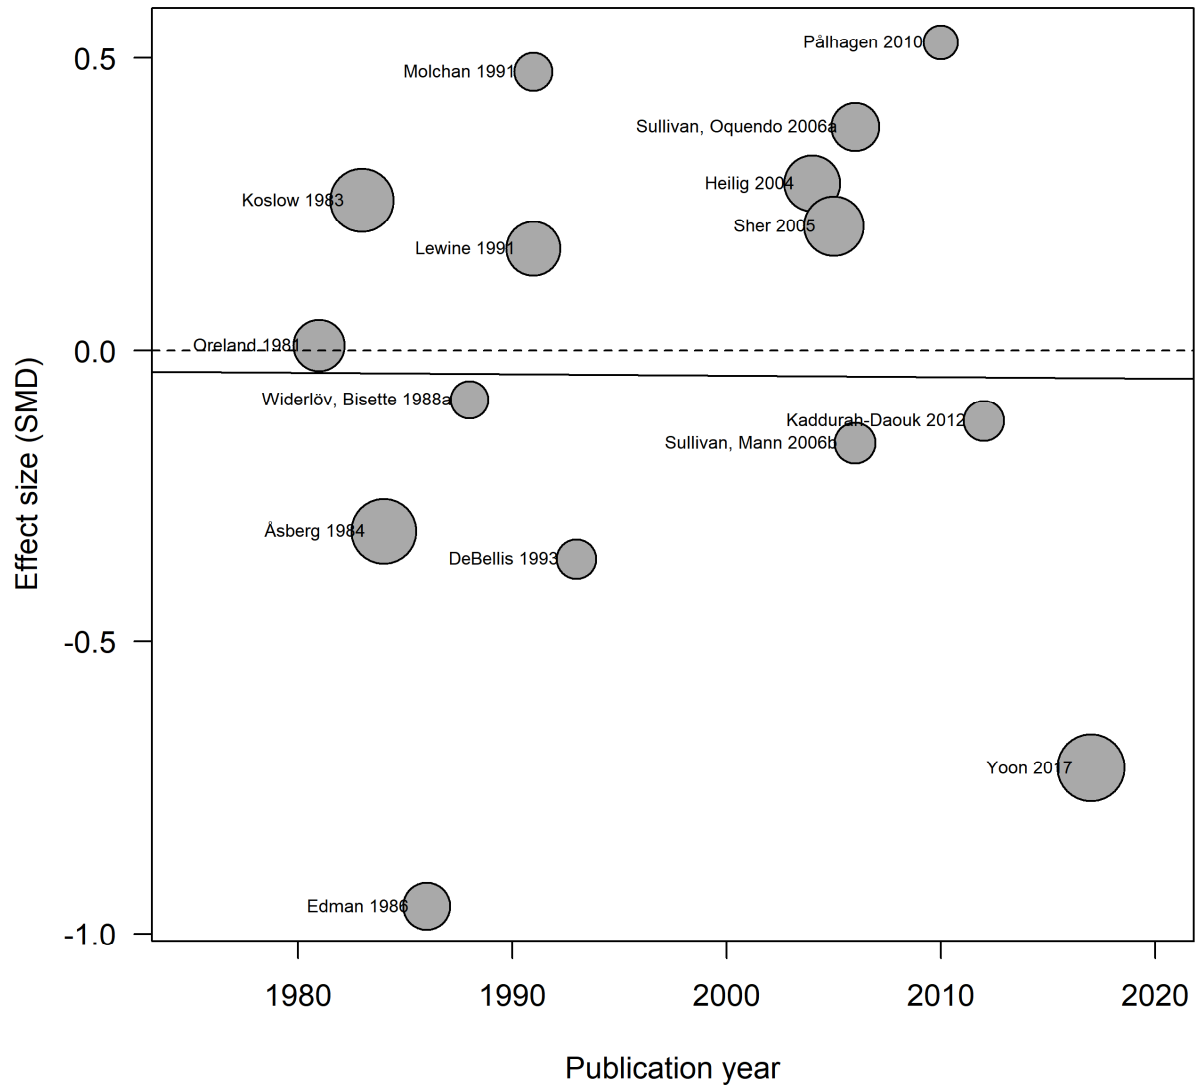 Pålhagen 2010
0.5
Molchan 1991
Sullivan, Oquendo 2006a
Heilig 2004
Koslow 1983
Sher 2005
Lewine 1991
Oreland 1981
0.0
Widerlöv, Bisette 1988a
Kaddurah-Daouk 2012
Sullivan, Mann 2006b
Effect size (SMD)
Åsberg 1984
DeBellis 1993
-0.5
Yoon 2017
Edman 1986
-1.0
1980 1990 2000 2010 2020
Publication year